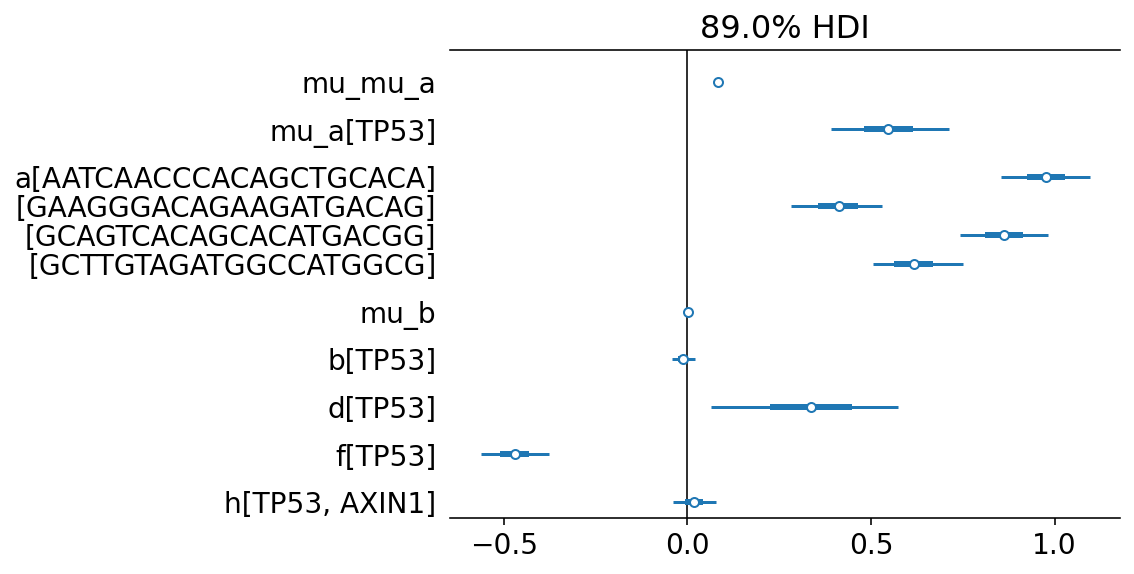 89.0% HDI
mu_mu_a
mu_a[TP53]
a[AATCAACCCACAGCTGCACA]
[GAAGGGACAGAAGATGACAG]
[GCAGTCACAGCACATGACGG]
[GCTTGTAGATGGCCATGGCG]
mu_b
b[TP53]
d[TP53]
f[TP53]
h[TP53, AXIN1]
−0.5 0.0 0.5 1.0